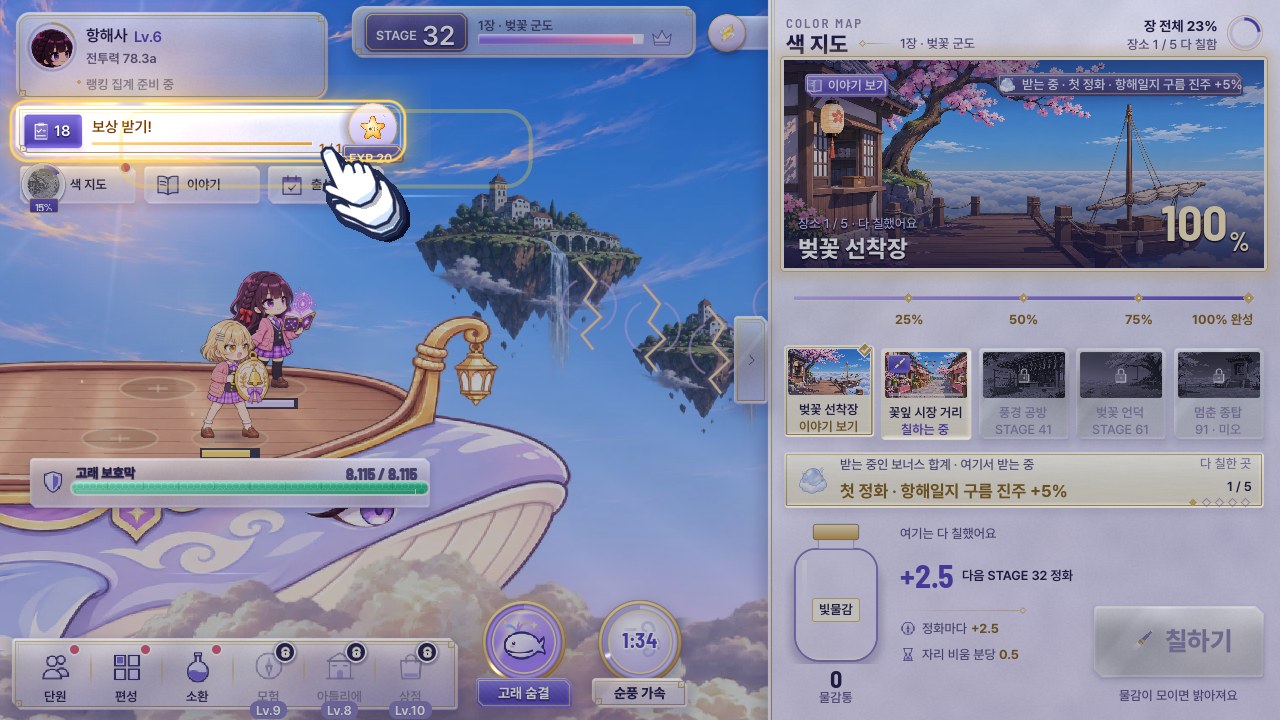 항해사 Lv.6
전투력 78.3a
랭킹 집계 준비 중
STAGE 32
1장 · 벚꽃 군도
18
보상 받기!
EXP 20
색 지도
15%
이야기
고래 보호막
8,115 / 8,115
단원
편성
소환
모험
Lv.9
아틀리에
Lv.8
상점
Lv.10
고래 숨결
1:34
순풍 가속
COLOR MAP
색 지도
1장 · 벚꽃 군도
장 전체 23%
장소 1 / 5 다 칠함
이야기 보기
받는 중 · 첫 정화 · 항해일지 구름 진주 +5%
장소 1 / 5 · 다 칠했어요
벚꽃 선착장
100%
25%
50%
75%
100% 완성
벚꽃 선착장
이야기 보기
꽃잎 시장 거리
칠하는 중
풍경 공방
STAGE 41
벚꽃 언덕
STAGE 61
멈춘 종탑
91 · 미오
받는 중인 보너스 합계 · 여기서 받는 중
첫 정화 · 항해일지 구름 진주 +5%
다 칠한 곳
1 / 5
빛물감
0
물감통
여기는 다 칠했어요
+2.5 다음 STAGE 32 정화
정화마다 +2.5
자리 비움 분당 0.5
칠하기
물감이 모이면 밝아져요